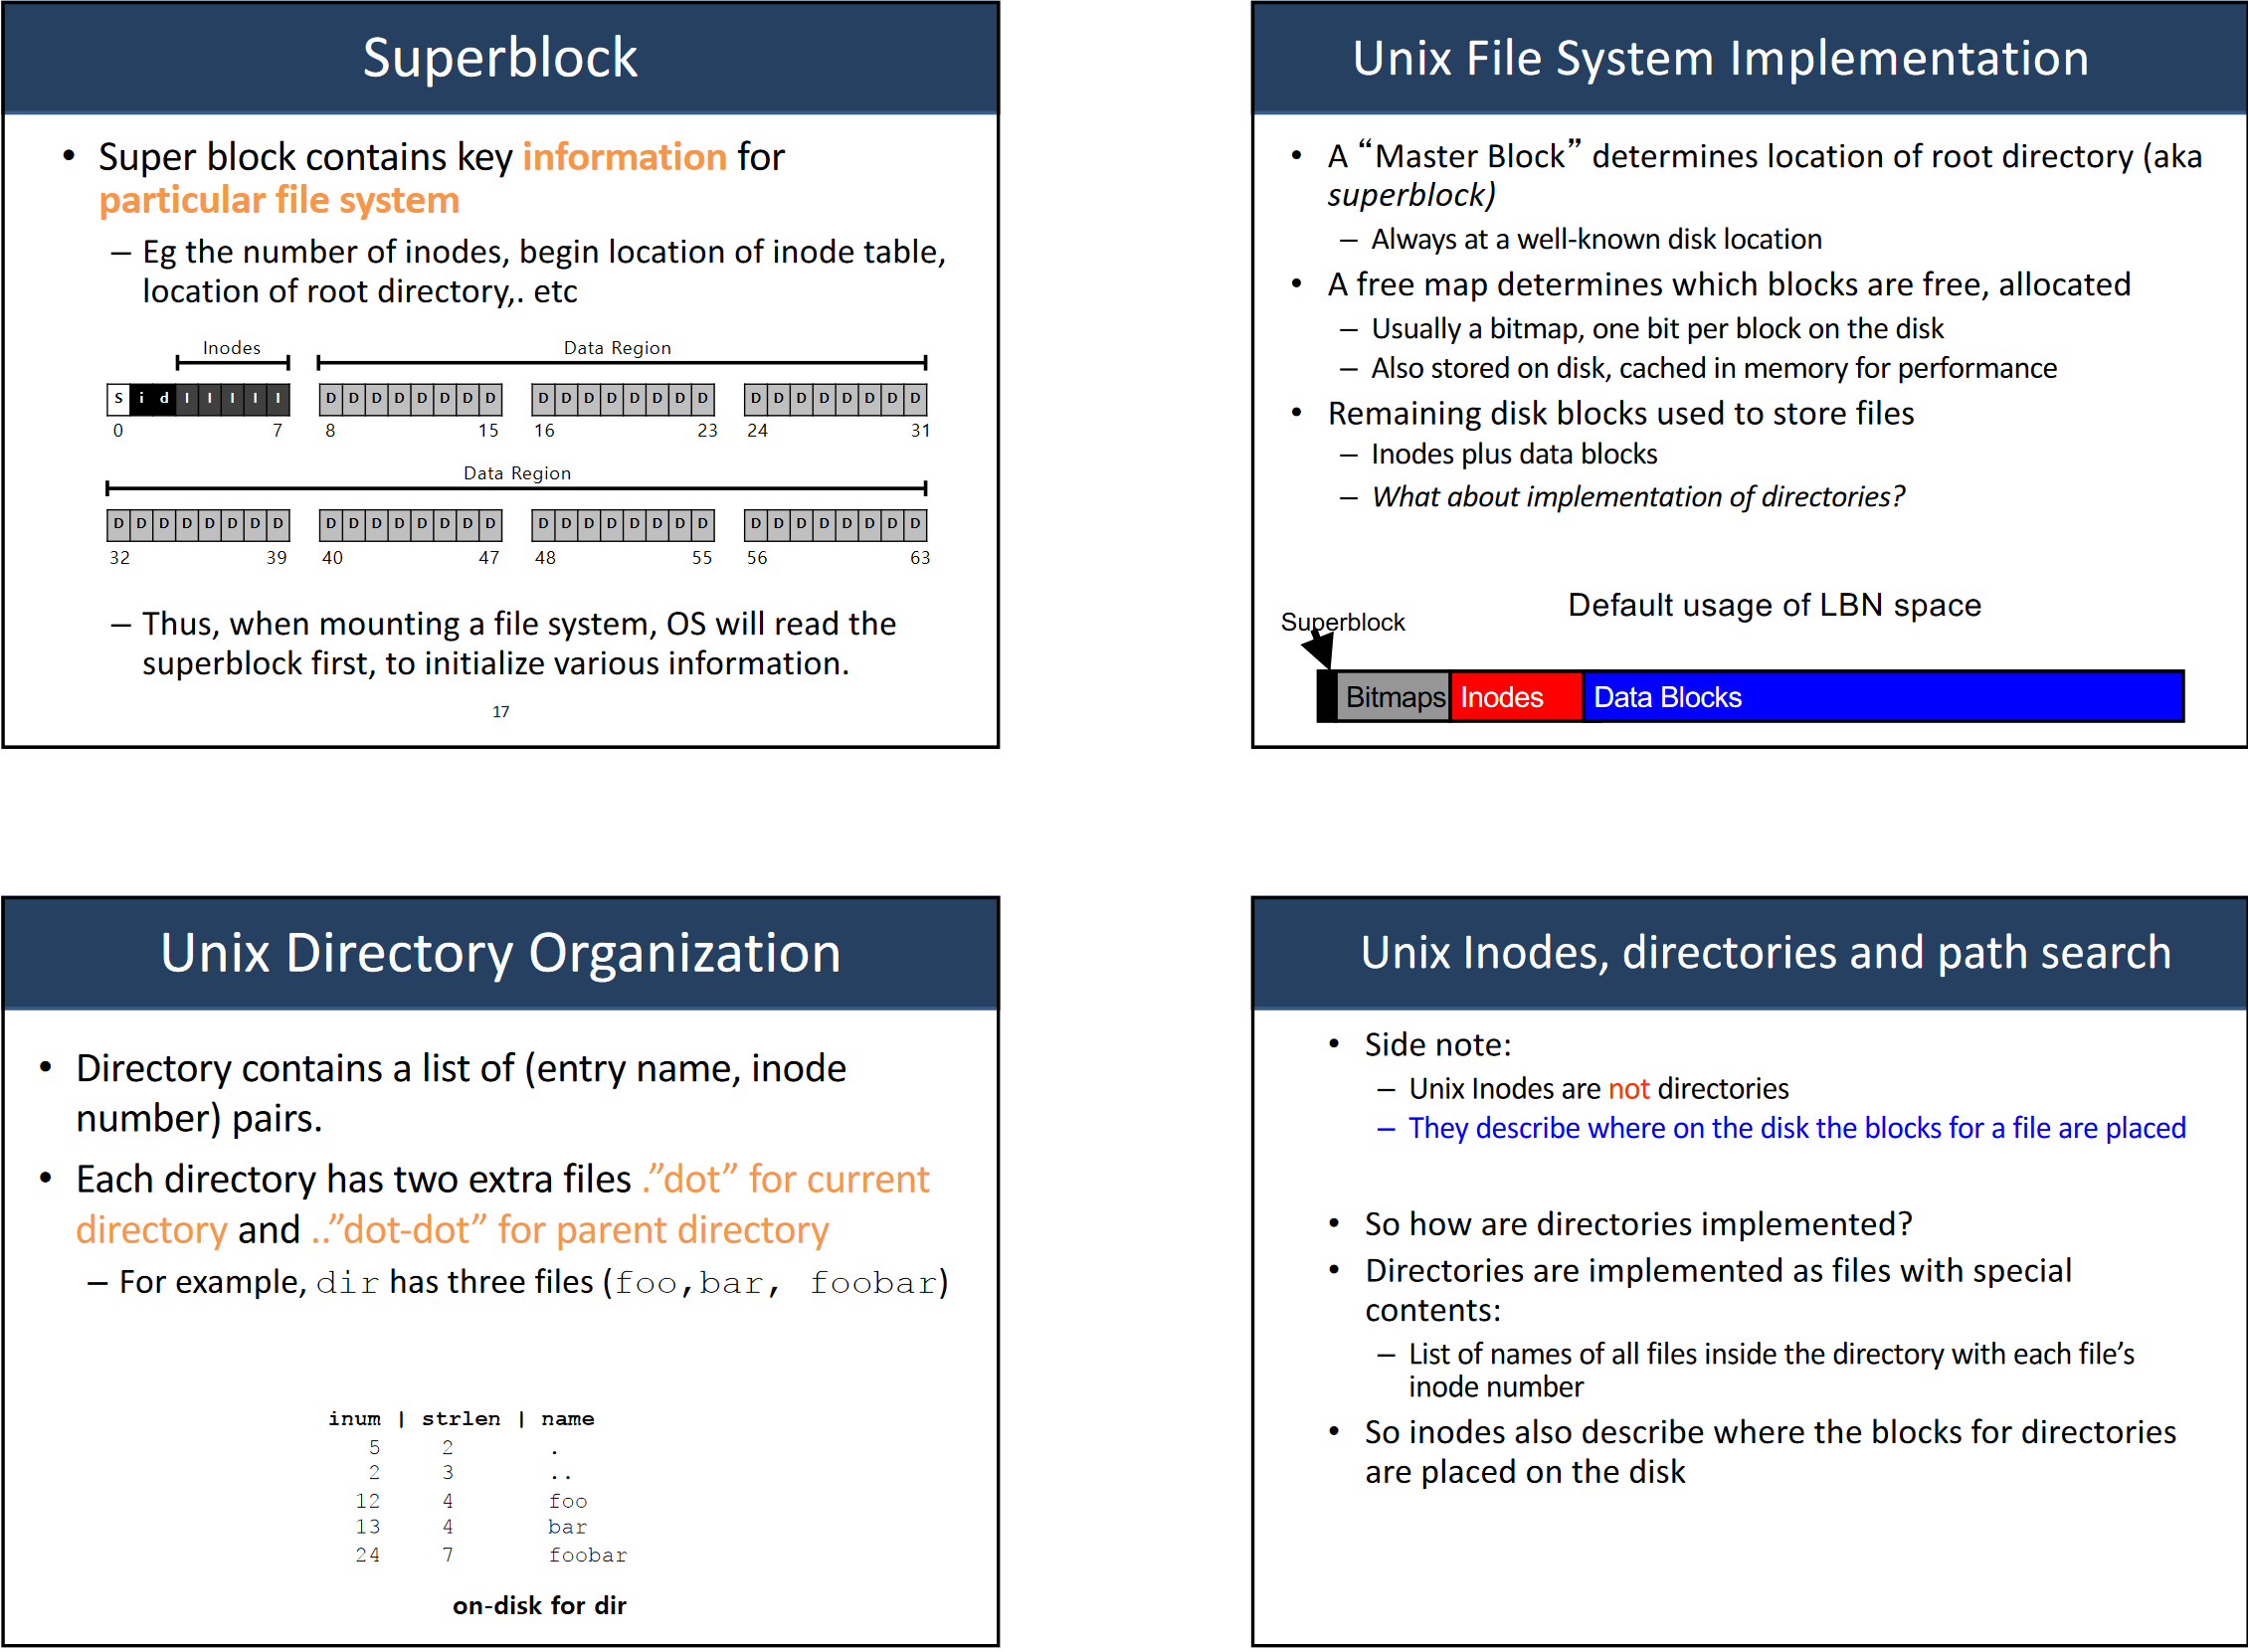 Superblock
• Super block contains key information for
particular file system
– Eg the number of inodes, begin location of inode table,
location of root directory,. etc
Inodes
Data Region
S i d I I I I I D D D D D D D D D D D D D D D D D D D D D D D D
0 7 8 15 16 23 24 31
Data Region
D D D D D D D D D D D D D D D D D D D D D D D D D D D D D D D D
32 39 40 47 48 55 56 63
– Thus, when mounting a file system, OS will read the
superblock first, to initialize various information.
17
Unix File System Implementation
• A “Master Block” determines location of root directory (aka
superblock)
– Always at a well-known disk location
• A free map determines which blocks are free, allocated
– Usually a bitmap, one bit per block on the disk
– Also stored on disk, cached in memory for performance
• Remaining disk blocks used to store files
– Inodes plus data blocks
– What about implementation of directories?
Default usage of LBN space
Superblock
Bitmaps Inodes Data Blocks
Unix Directory Organization
• Directory contains a list of (entry name, inode
number) pairs.
• Each directory has two extra files .”dot” for current
directory and ..”dot-dot” for parent directory
– For example, dir has three files (foo,bar, foobar)
inum | strlen | name
5 2 .
2 3 ..
12 4 foo
13 4 bar
24 7 foobar
on-disk for dir
Unix Inodes, directories and path search
• Side note:
– Unix Inodes are not directories
– They describe where on the disk the blocks for a file are placed
• So how are directories implemented?
• Directories are implemented as files with special
contents:
– List of names of all files inside the directory with each file’s
inode number
• So inodes also describe where the blocks for directories
are placed on the disk